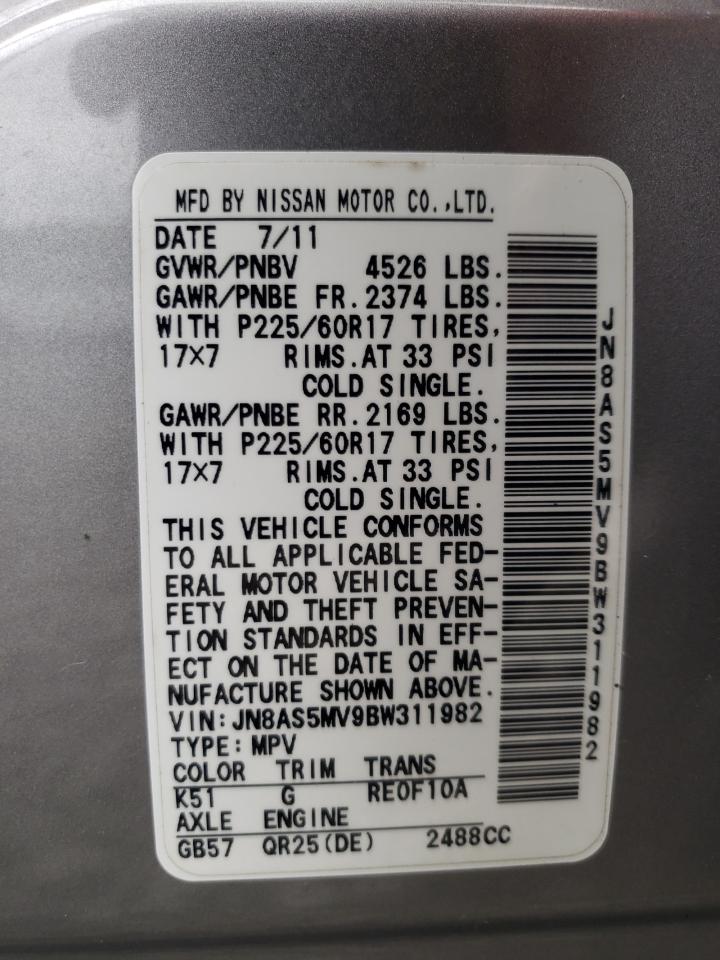 MFD BY NISSAN MOTOR CO.,LTD.
DATE 7/11
GVWR/PNBV 4526 LBS.
GAWR/PNBE FR.2374 LBS.
WITH P225/60R17 TIRES,
17×7 RIMS.AT 33 PSI
COLD SINGLE.
GAWR/PNBE RR.2169 LBS.
WITH P225/60R17 TIRES,
17×7 RIMS.AT 33 PSI
COLD SINGLE.
THIS VEHICLE CONFORMS
TO ALL APPLICABLE FED-
ERAL MOTOR VEHICLE SA-
FETY AND THEFT PREVEN-
TION STANDARDS IN EFF-
ECT ON THE DATE OF MA-
NUFACTURE SHOWN ABOVE.
VIN:JN8AS5MV9BW311982
TYPE:MPV
COLOR TRIM TRANS
K51 G RE0F10A
AXLE ENGINE
GB57 QR25(DE) 2488CC
JN8AS5MV9BW311982